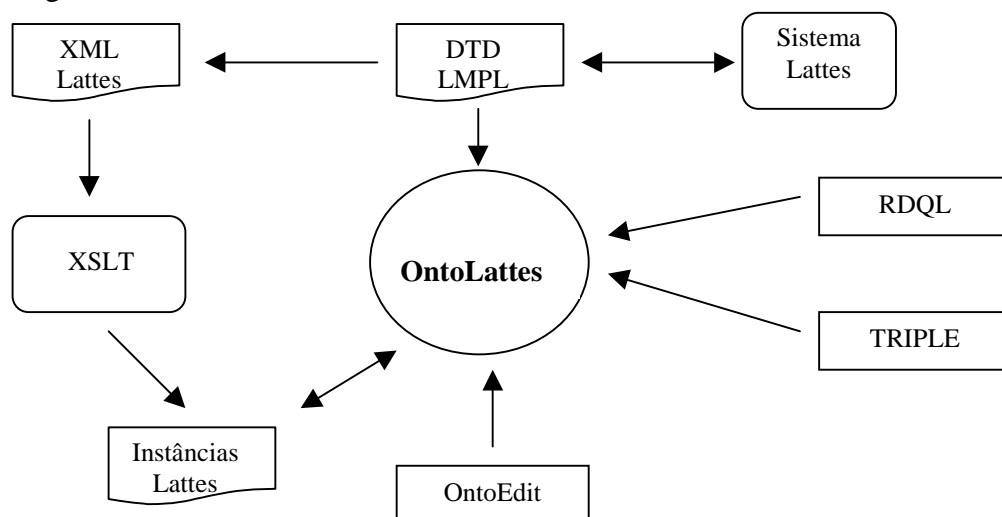 XML
Lattes
DTD
LMPL
Sistema
Lattes
RDQL
XSLT
OntoLattes
TRIPLE
Instâncias
Lattes
OntoEdit